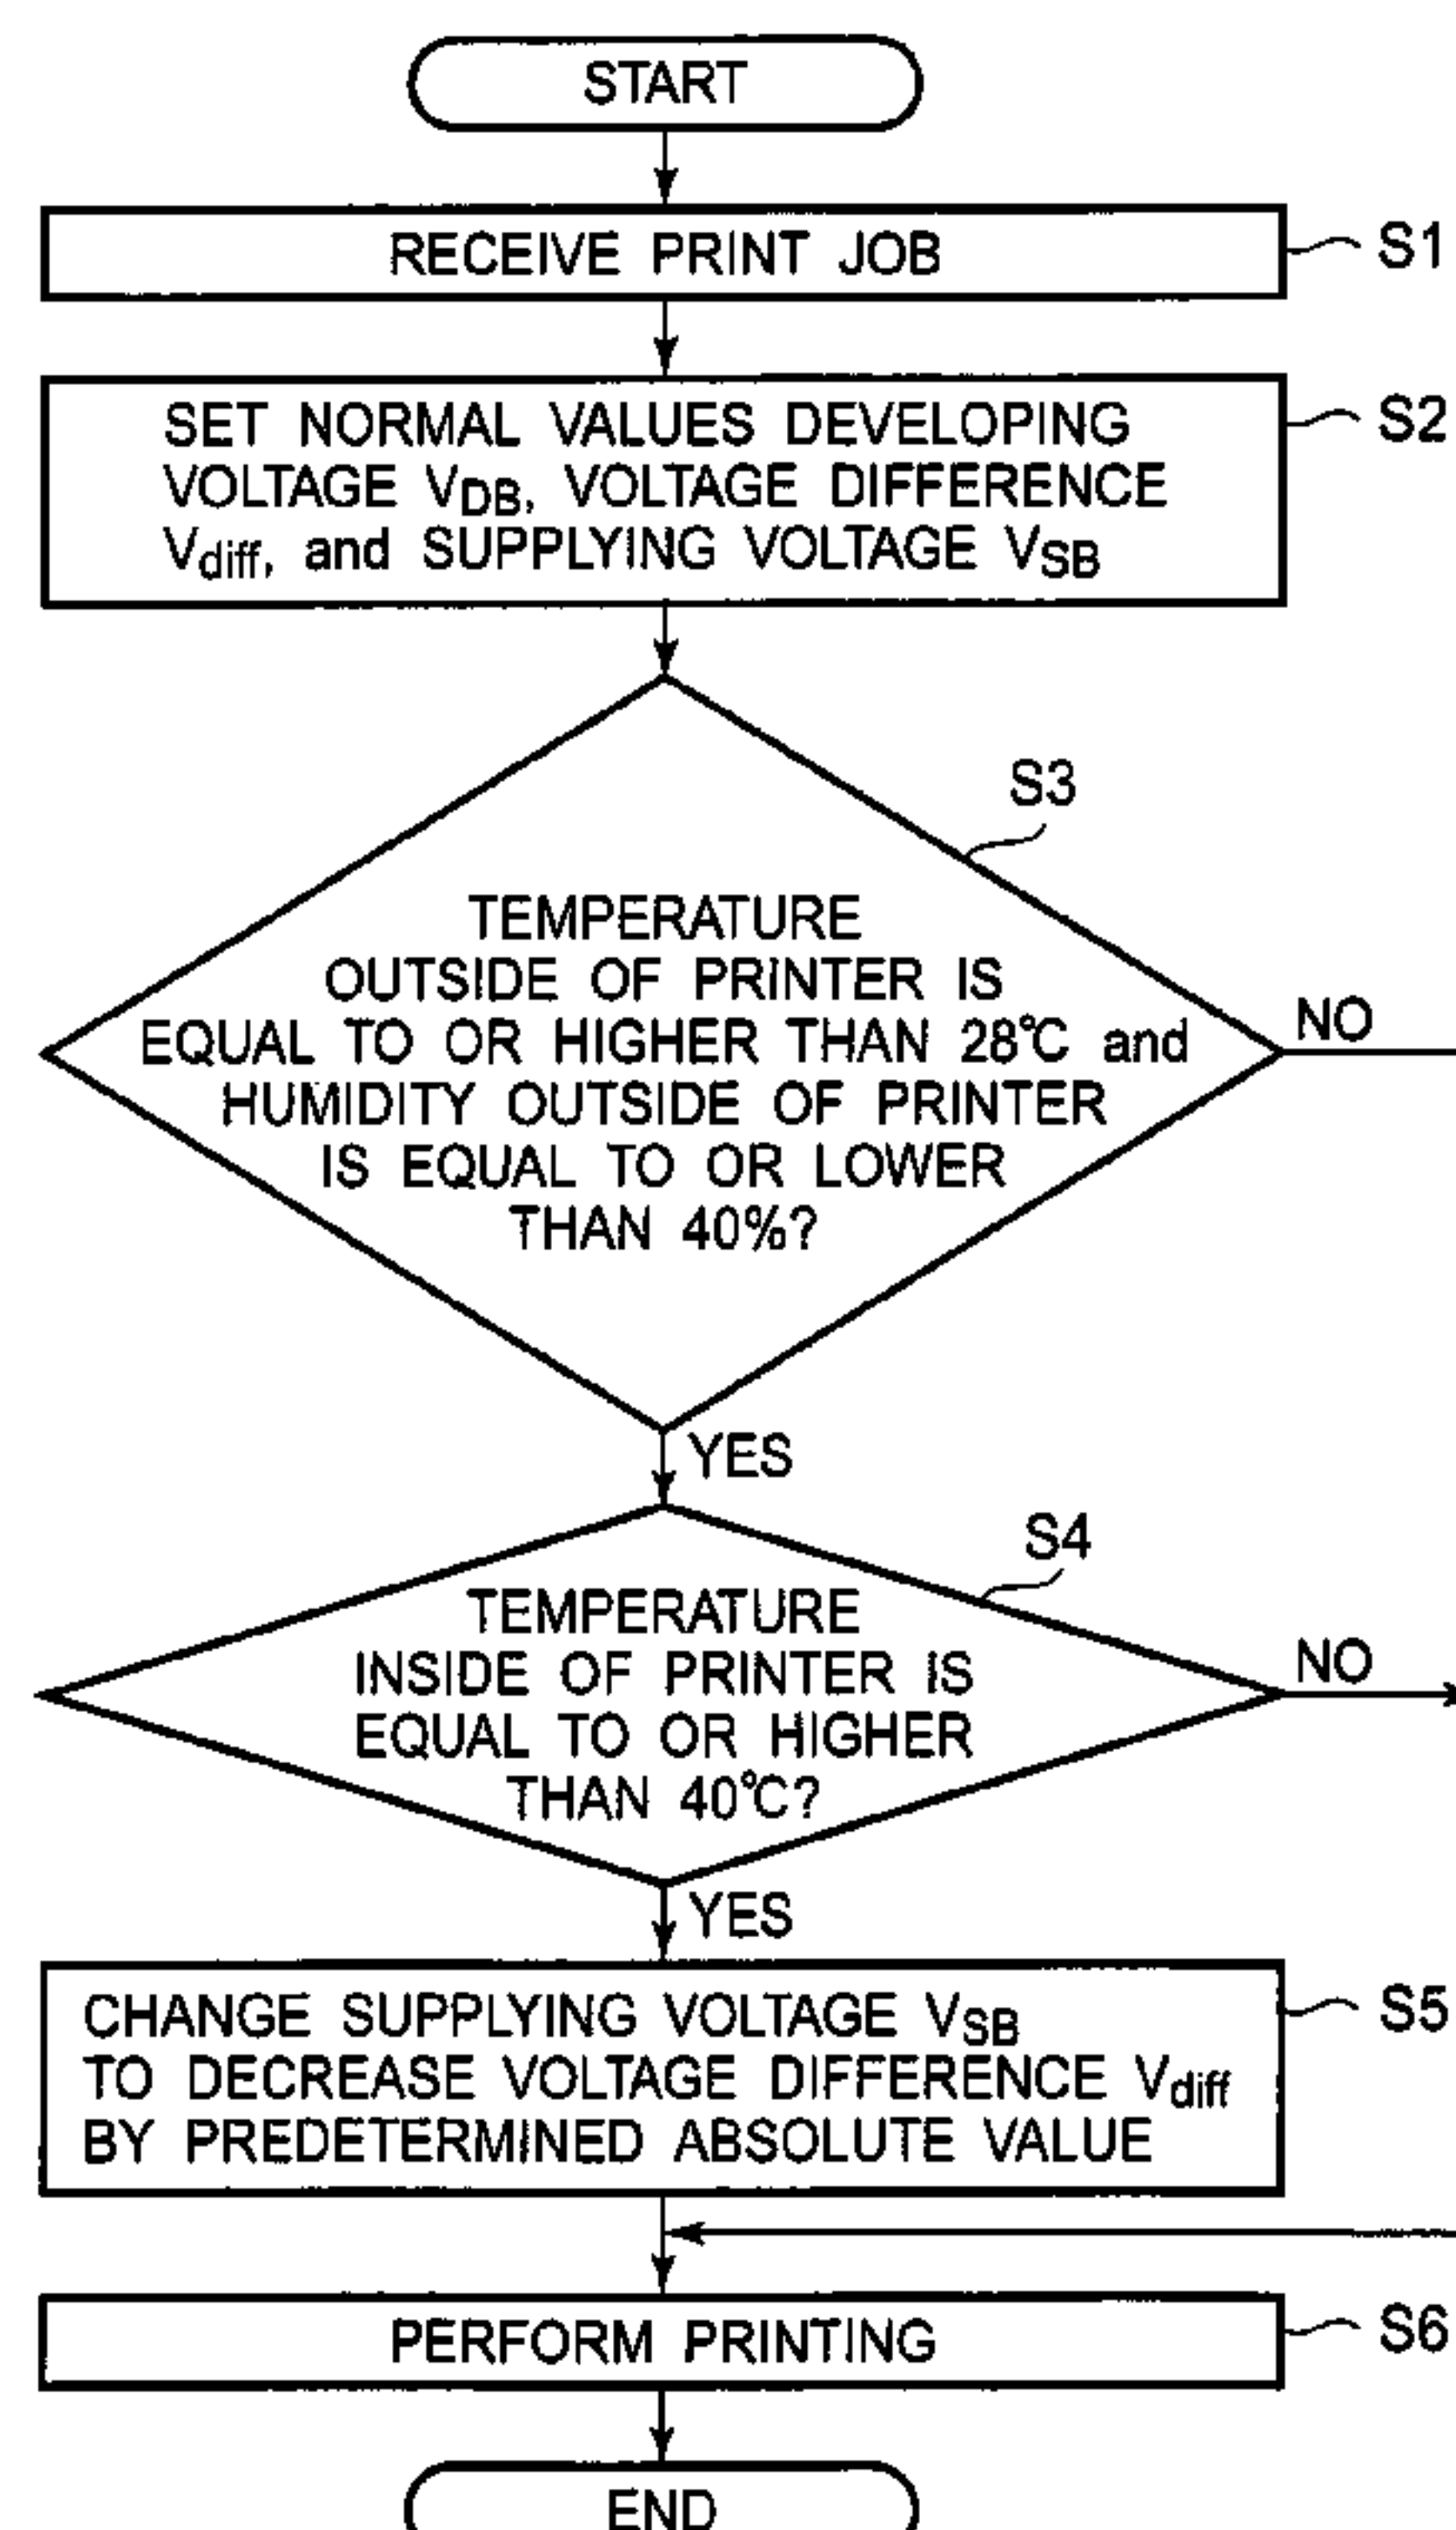 START
RECEIVE PRINT JOB
S1
SET NORMAL VALUES DEVELOPING
VOLTAGE VDB, VOLTAGE DIFFERENCE
Vdiff, and SUPPLYING VOLTAGE VSB
S2
S3
TEMPERATURE
OUTSIDE OF PRINTER IS
EQUAL TO OR HIGHER THAN 28℃ and
HUMIDITY OUTSIDE OF PRINTER
IS EQUAL TO OR LOWER
THAN 40%?
NO
YES
S4
TEMPERATURE
INSIDE OF PRINTER IS
EQUAL TO OR HIGHER
THAN 40℃?
NO
YES
CHANGE SUPPLYING VOLTAGE VSB
TO DECREASE VOLTAGE DIFFERENCE Vdiff
BY PREDETERMINED ABSOLUTE VALUE
S5
PERFORM PRINTING
S6
END